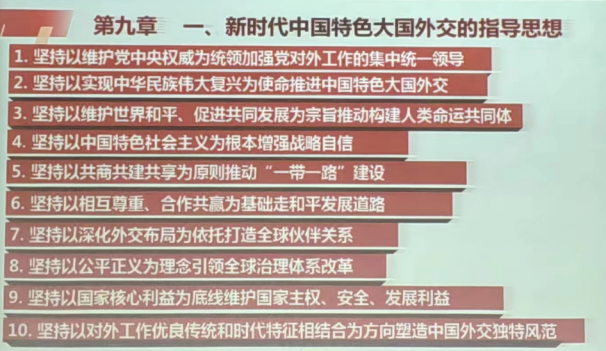 第九章 一、新时代中国特色大国外交的指导思想
1. 坚持以维护党中央权威为统领加强党对外工作的集中统一领导
2. 坚持以实现中华民族伟大复兴为使命推进中国特色大国外交
3. 坚持以维护世界和平、促进共同发展为宗旨推动构建人类命运共同体
4. 坚持以中国特色社会主义为根本增强战略自信
5. 坚持以共商共建共享为原则推动“一带一路”建设
6. 坚持以相互尊重、合作共赢为基础走和平发展道路
7. 坚持以深化外交布局为依托打造全球伙伴关系
8. 坚持以公平正义为理念引领全球治理体系改革
9. 坚持以国家核心利益为底线维护国家主权、安全、发展利益
10. 坚持以对外工作优良传统和时代特征相结合为方向塑造中国外交独特风范